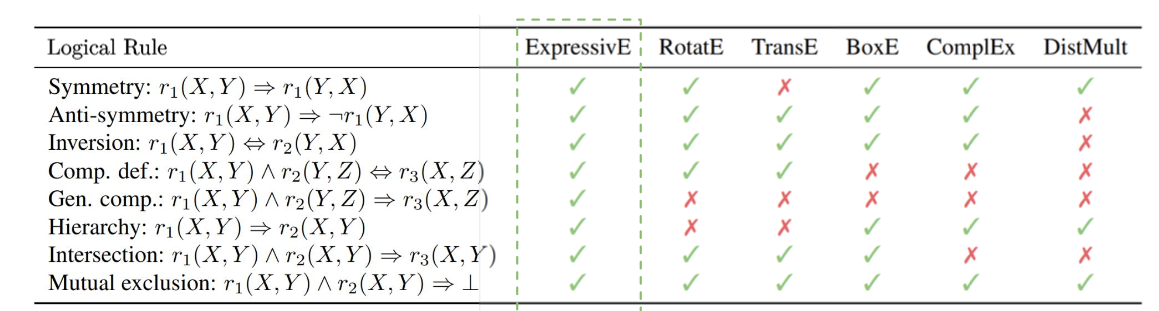 Logical Rule ExpressivE RotatE TransE BoxE ComplEx DistMult
Symmetry: r₁(X, Y) ⇒ r₁(Y, X) ✓ ✓ ✗ ✓ ✓ ✓
Anti-symmetry: r₁(X, Y) ⇒ ¬r₁(Y, X) ✓ ✓ ✓ ✓ ✓ ✗
Inversion: r₁(X, Y) ⇔ r₂(Y, X) ✓ ✓ ✓ ✓ ✓ ✗
Comp. def.: r₁(X, Y) ∧ r₂(Y, Z) ⇔ r₃(X, Z) ✓ ✓ ✓ ✗ ✗ ✗
Gen. comp.: r₁(X, Y) ∧ r₂(Y, Z) ⇒ r₃(X, Z) ✓ ✗ ✗ ✗ ✗ ✗
Hierarchy: r₁(X, Y) ⇒ r₂(X, Y) ✓ ✗ ✗ ✓ ✓ ✓
Intersection: r₁(X, Y) ∧ r₂(X, Y) ⇒ r₃(X, Y) ✓ ✓ ✓ ✓ ✗ ✗
Mutual exclusion: r₁(X, Y) ∧ r₂(X, Y) ⇒ ⊥ ✓ ✓ ✓ ✓ ✓ ✓